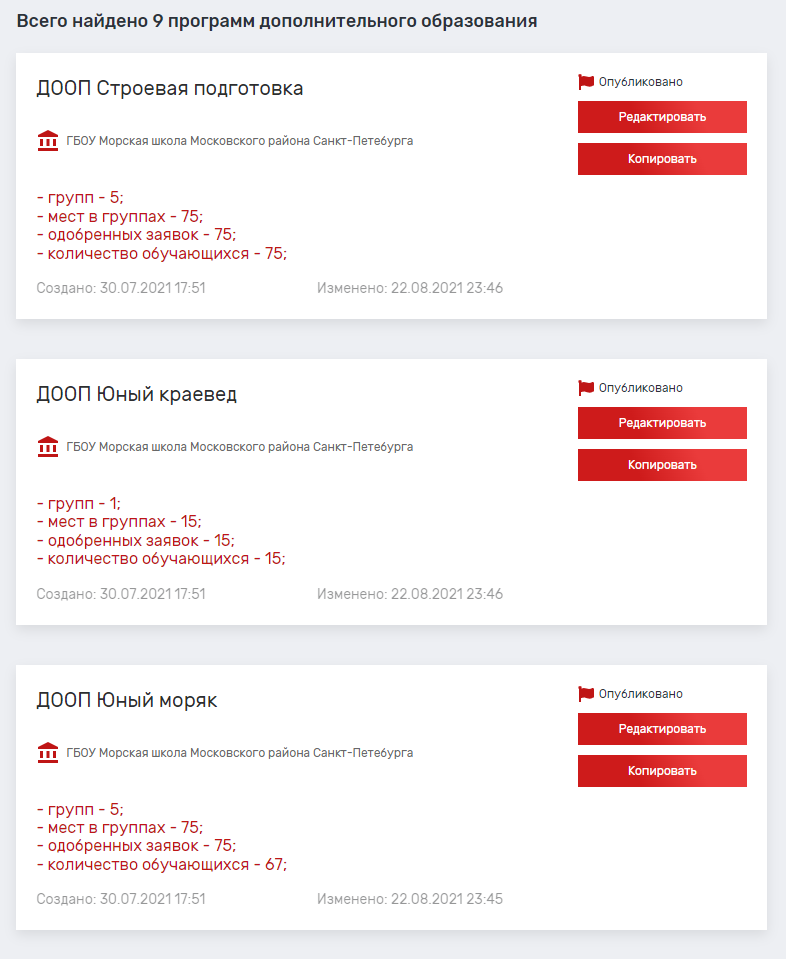 Всего найдено 9 программ дополнительного образования
ДООП Строевая подготовка
Опубликовано
Редактировать
ГБОУ Морская школа Московского района Санкт-Петебурга
Копировать
- групп - 5;
- мест в группах - 75;
- одобренных заявок - 75;
- количество обучающихся - 75;
Создано: 30.07.2021 17:51 Изменено: 22.08.2021 23:46
ДООП Юный краевед
Опубликовано
Редактировать
ГБОУ Морская школа Московского района Санкт-Петебурга
Копировать
- групп - 1;
- мест в группах - 15;
- одобренных заявок - 15;
- количество обучающихся - 15;
Создано: 30.07.2021 17:51 Изменено: 22.08.2021 23:46
ДООП Юный моряк
Опубликовано
Редактировать
ГБОУ Морская школа Московского района Санкт-Петебурга
Копировать
- групп - 5;
- мест в группах - 75;
- одобренных заявок - 75;
- количество обучающихся - 67;
Создано: 30.07.2021 17:51 Изменено: 22.08.2021 23:45